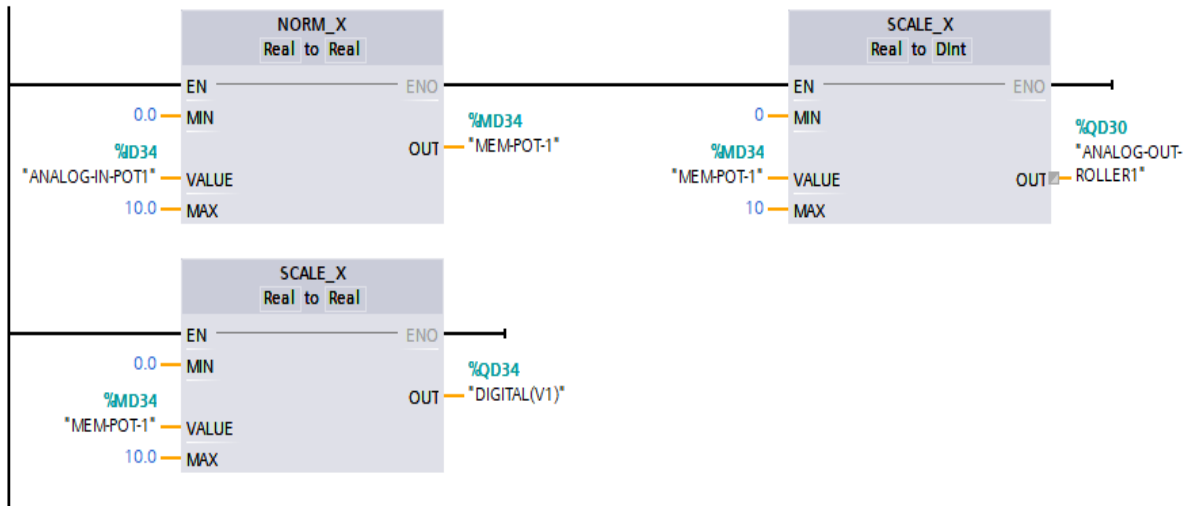 NORM_X
Real to Real
EN
ENO
0.0
MIN
%MD34
"MEM-POT-1"
OUT
%ID34
"ANALOG-IN-POT1"
VALUE
10.0
MAX
SCALE_X
Real to DInt
EN
ENO
0
MIN
%QD30
"ANALOG-OUT-
ROLLER1"
OUT
%MD34
"MEM-POT-1"
VALUE
10
MAX
SCALE_X
Real to Real
EN
ENO
0.0
MIN
%QD34
"DIGITAL(V1)"
OUT
%MD34
"MEM-POT-1"
VALUE
10.0
MAX